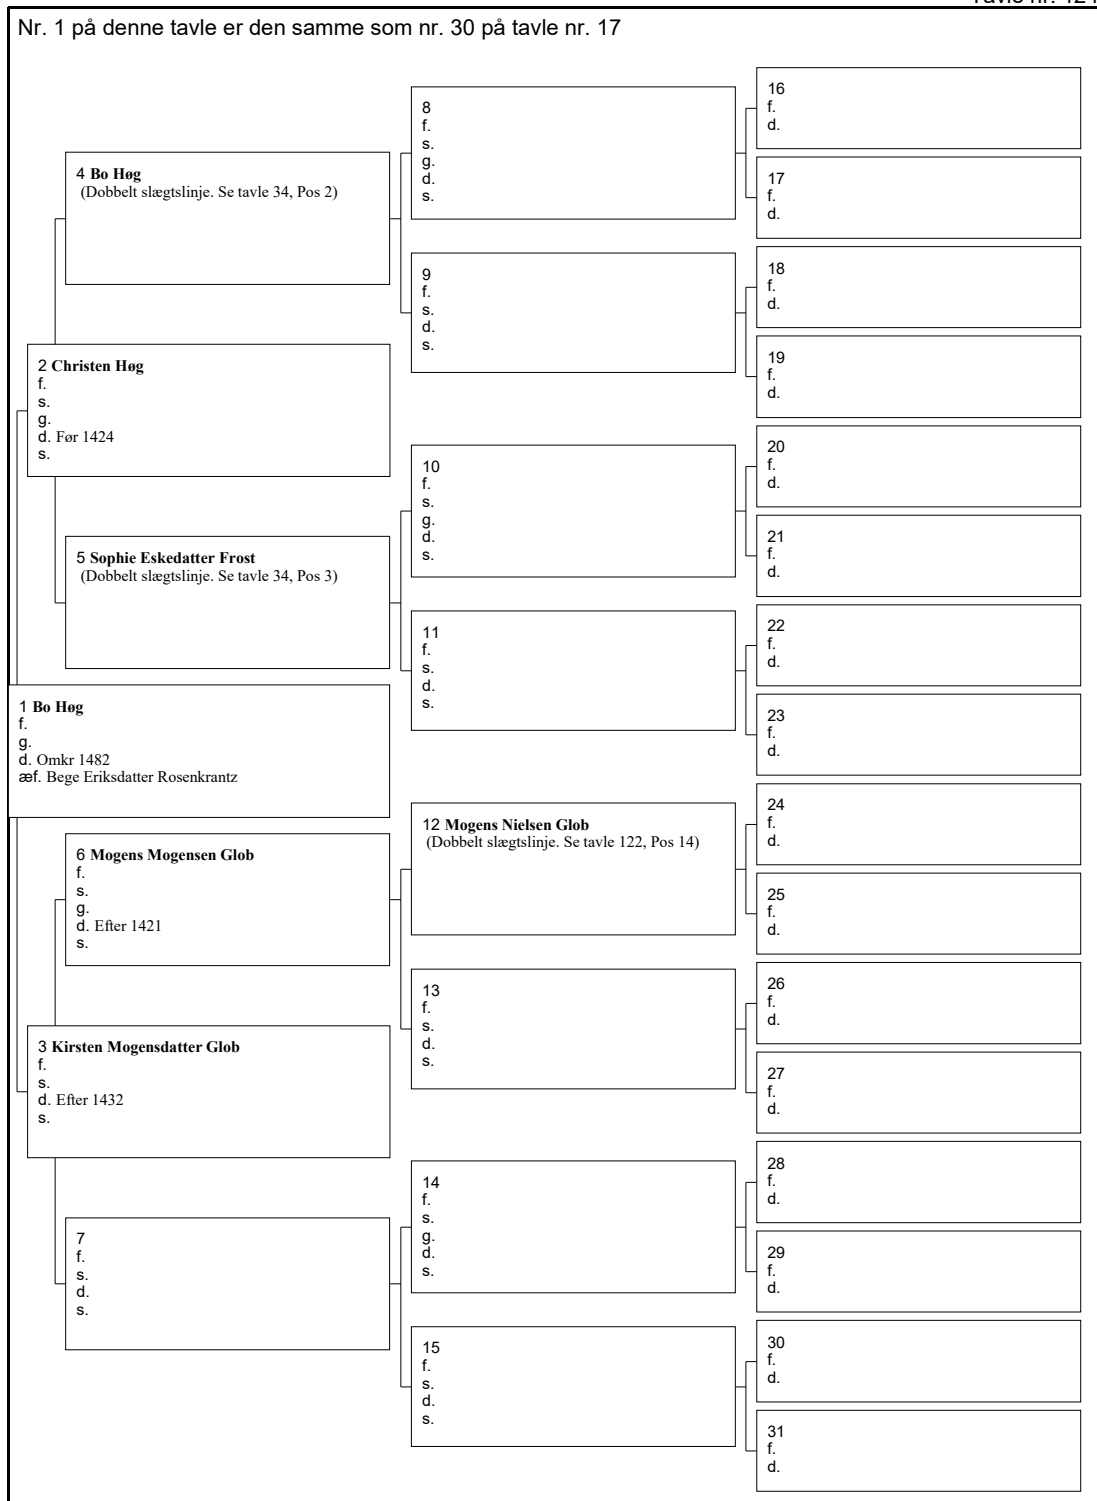 Nr. 1 på denne tavle er den samme som nr. 30 på tavle nr. 17
1 Bo Høg
f.
g.
d. Omkr 1482
æf. Bege Eriksdatter Rosenkrantz
2 Christen Høg
f.
s.
g.
d. Før 1424
s.
3 Kirsten Mogensdatter Glob
f.
s.
d. Efter 1432
s.
4 Bo Høg
(Dobbelt slægtslinje. Se tavle 34, Pos 2)
5 Sophie Eskedatter Frost
(Dobbelt slægtslinje. Se tavle 34, Pos 3)
6 Mogens Mogensen Glob
f.
s.
g.
d. Efter 1421
s.
7
f.
s.
d.
s.
8
f.
s.
g.
d.
s.
9
f.
s.
d.
s.
10
f.
s.
g.
d.
s.
11
f.
s.
d.
s.
12 Mogens Nielsen Glob
(Dobbelt slægtslinje. Se tavle 122, Pos 14)
13
f.
s.
d.
s.
14
f.
s.
g.
d.
s.
15
f.
s.
d.
s.
16
f.
d.
17
f.
d.
18
f.
d.
19
f.
d.
20
f.
d.
21
f.
d.
22
f.
d.
23
f.
d.
24
f.
d.
25
f.
d.
26
f.
d.
27
f.
d.
28
f.
d.
29
f.
d.
30
f.
d.
31
f.
d.